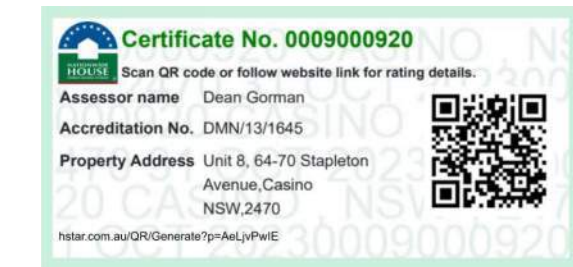 Certificate No. 0009000920
NATIONWIDE
HOUSE
Scan QR code or follow website link for rating details.
Assessor name Dean Gorman
Accreditation No. DMN/13/1645
Property Address Unit 8, 64-70 Stapleton
Avenue,Casino
NSW,2470
hstar.com.au/QR/Generate?p=AeLjvPwIE